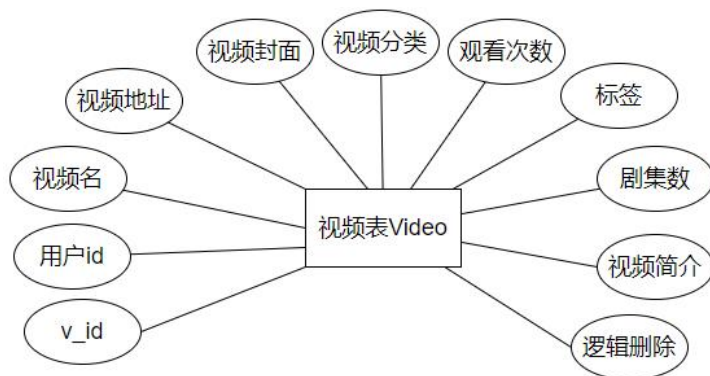 视频分类
视频封面
观看次数
视频地址
标签
视频名
剧集数
视频表Video
用户id
视频简介
v_id
逻辑删除